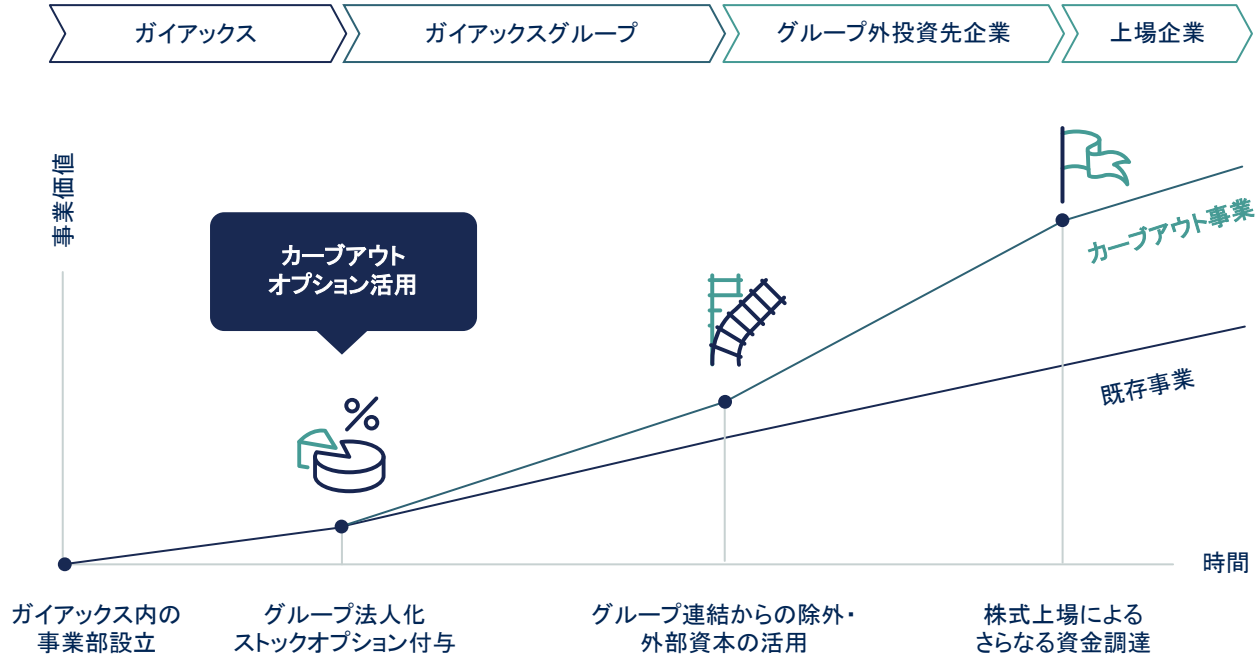 ガイアックス
ガイアックスグループ
グループ外投資先企業
上場企業
事業価値
カーブアウト
オプション活用
%
カーブアウト事業
既存事業
時間
ガイアックス内の
事業部設立
グループ法人化
ストックオプション付与
グループ連結からの除外・
外部資本の活用
株式上場による
さらなる資金調達